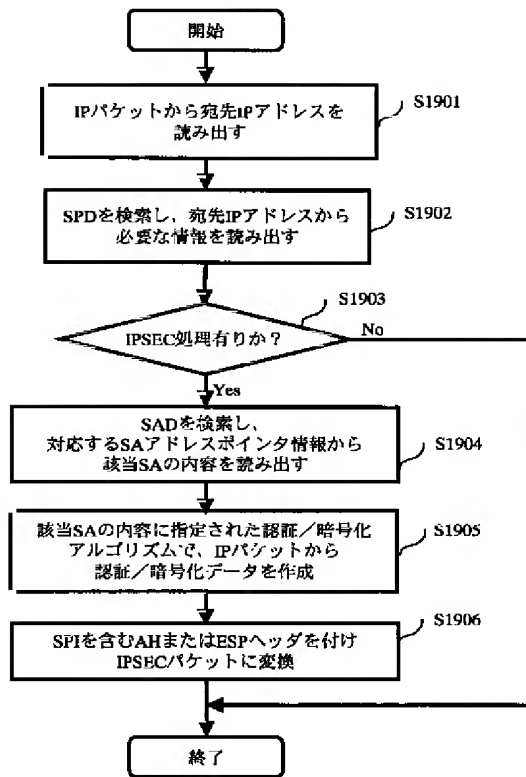 開始
IPパケットから宛先IPアドレスを
読み出す
S1901
SPDを検索し、宛先IPアドレスから
必要な情報を読み出す
S1902
S1903
IPSEC処理有りか？
No
Yes
SADを検索し、
対応するSAアドレスポインタ情報から
該当SAの内容を読み出す
S1904
該当SAの内容に指定された認証／暗号化
アルゴリズムで、IPパケットから
認証／暗号化データを作成
S1905
SPIを含むAHまたはESPヘッダを付け
IPSECパケットに変換
S1906
終了